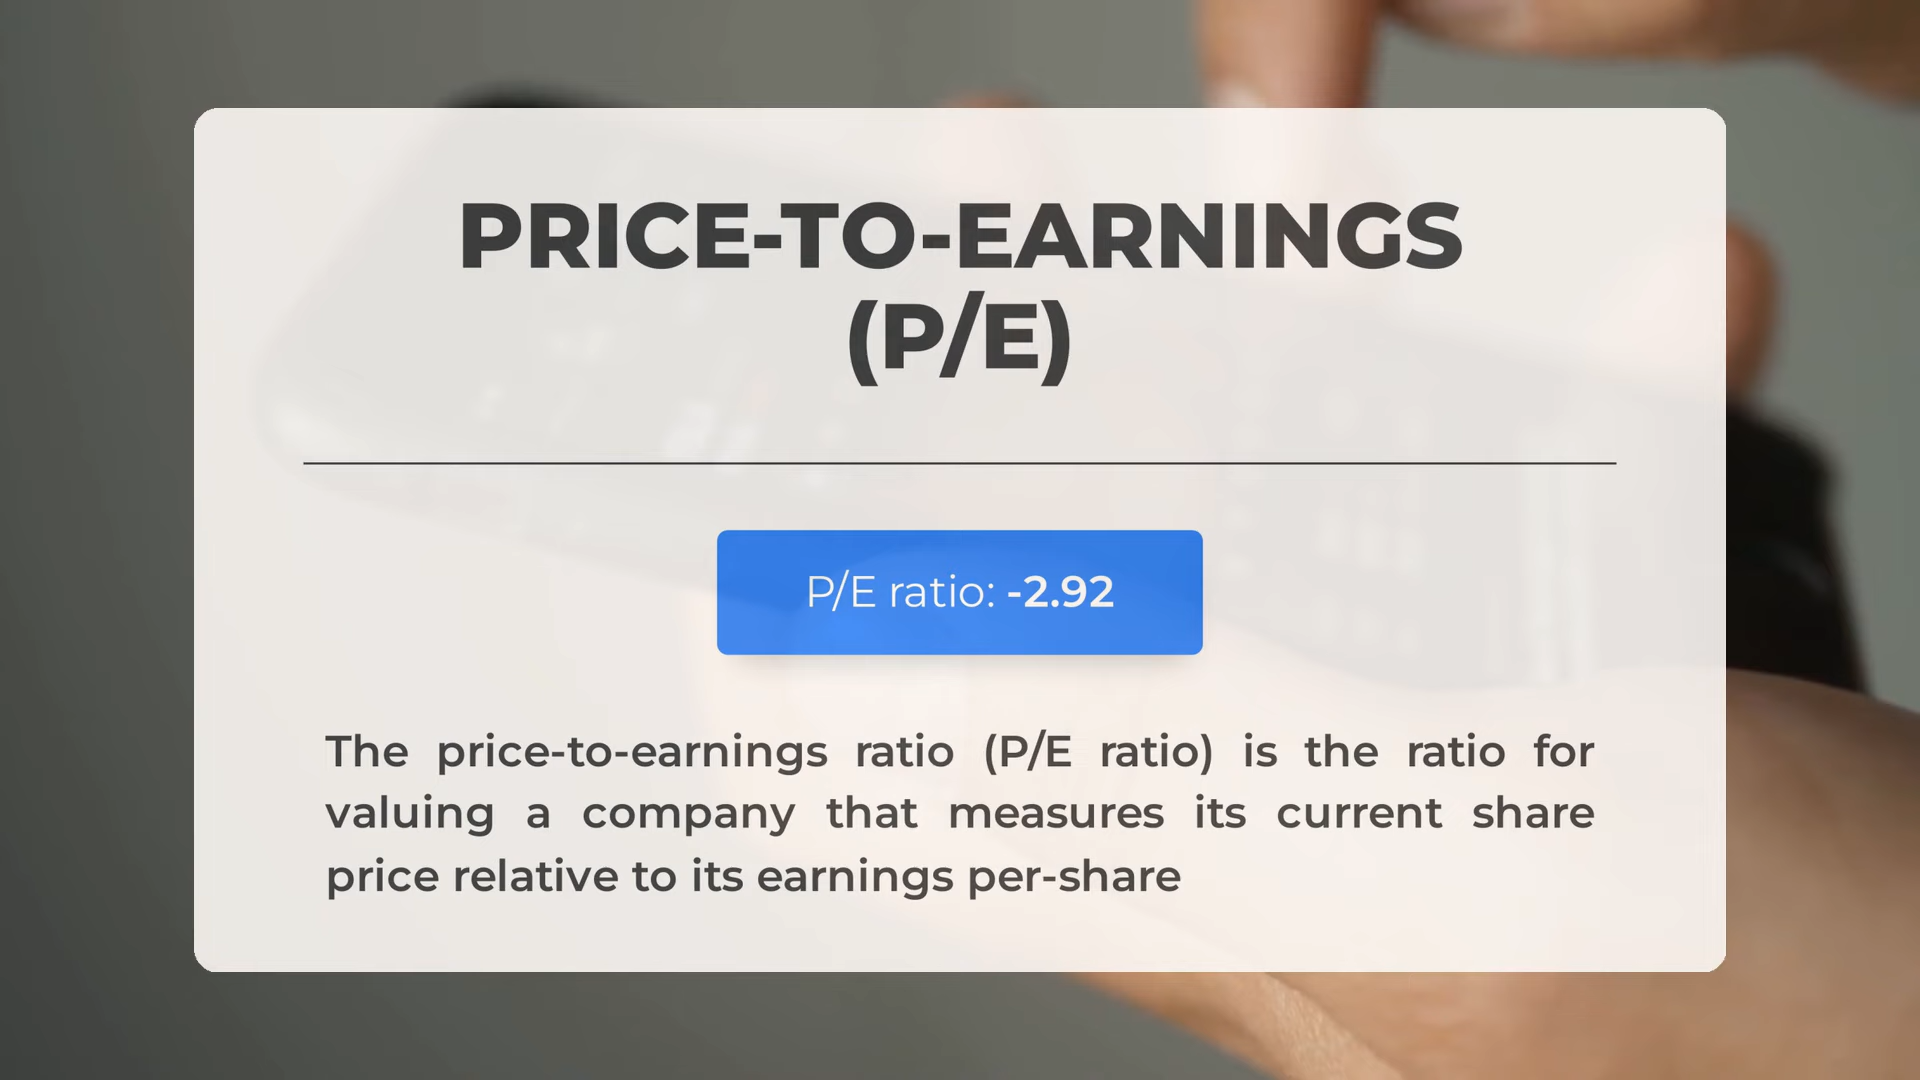 PRICE-TO-EARNINGS
(P/E)
P/E ratio: -2.92
The price-to-earnings ratio (P/E ratio) is the ratio for
valuing a company that measures its current share
price relative to its earnings per-share